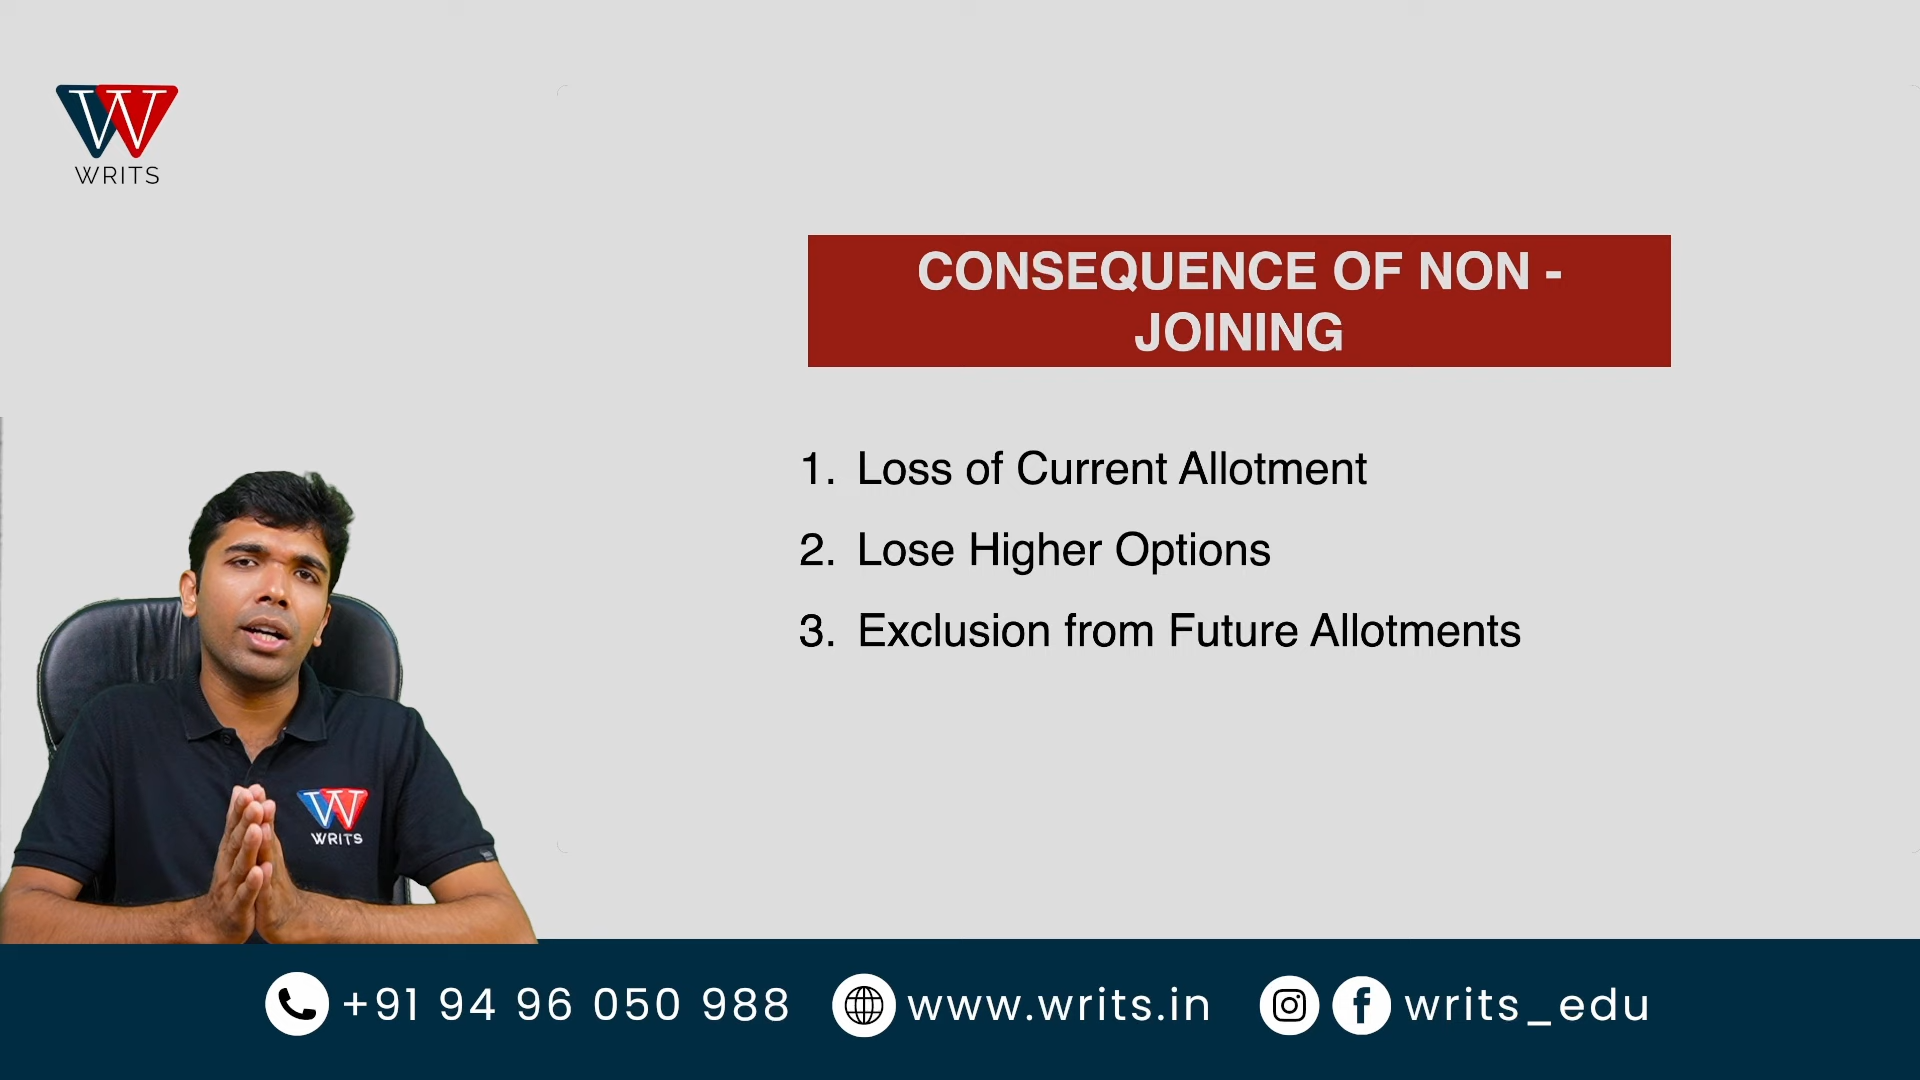 W
WRITS
CONSEQUENCE OF NON -
JOINING
1. Loss of Current Allotment
2. Lose Higher Options
3. Exclusion from Future Allotments
W
WRITS
+91 94 96 050 988
www.writs.in
f
writs_edu